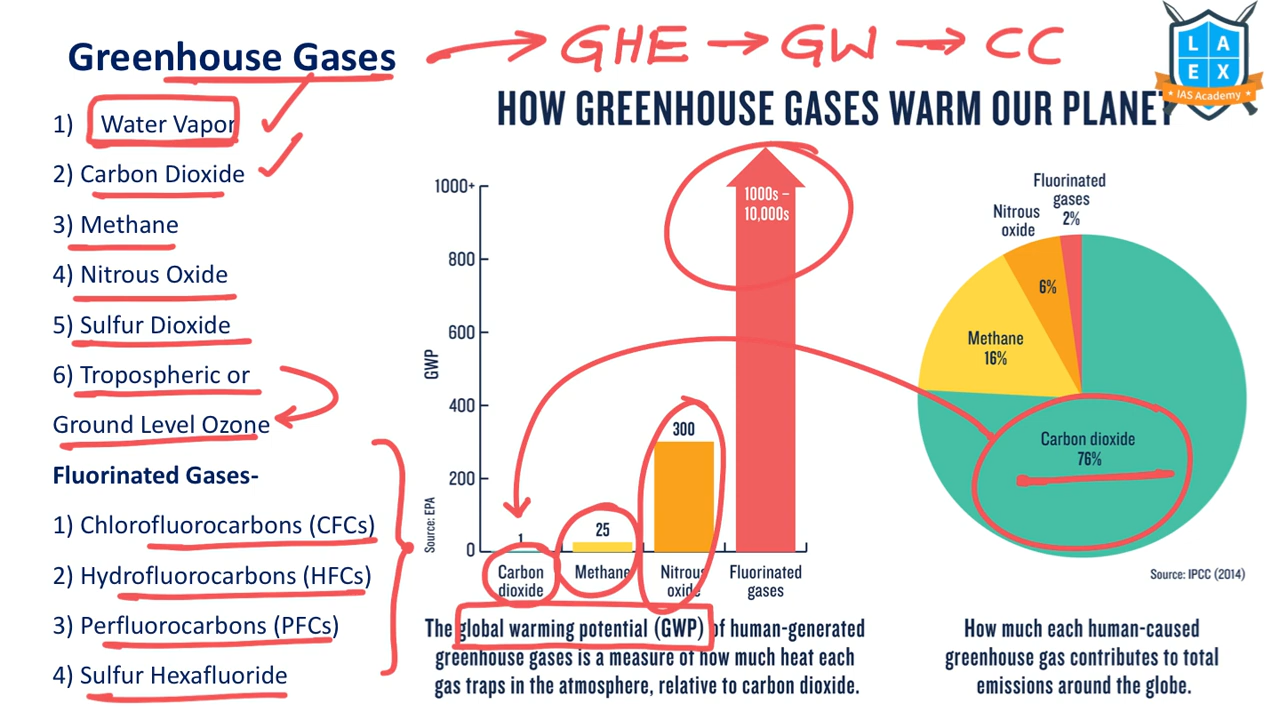 Greenhouse Gases
GHE → GW → CC
L A
E X
IAS Academy
1) Water Vapor
2) Carbon Dioxide
3) Methane
4) Nitrous Oxide
5) Sulfur Dioxide
6) Tropospheric or
Ground Level Ozone
Fluorinated Gases-
1) Chlorofluorocarbons (CFCs)
2) Hydrofluorocarbons (HFCs)
3) Perfluorocarbons (PFCs)
4) Sulfur Hexafluoride
HOW GREENHOUSE GASES WARM OUR PLANET
1000+
800
600
400
200
0
GWP
Source: EPA
1
25
300
1000s –
10,000s
Carbon
dioxide
Methane
Nitrous
oxide
Fluorinated
gases
The global warming potential (GWP) of human-generated
greenhouse gases is a measure of how much heat each
gas traps in the atmosphere, relative to carbon dioxide.
Fluorinated
gases
2%
Nitrous
oxide
6%
Methane
16%
Carbon dioxide
76%
Source: IPCC (2014)
How much each human-caused
greenhouse gas contributes to total
emissions around the globe.